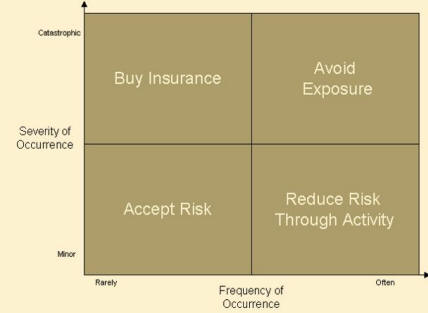 Catastrophic
Buy Insurance
Avoid
Exposure
Severity of
Occurrence
Accept Risk
Reduce Risk
Through Activity
Minor
Rarely
Often
Frequency of
Occurrence